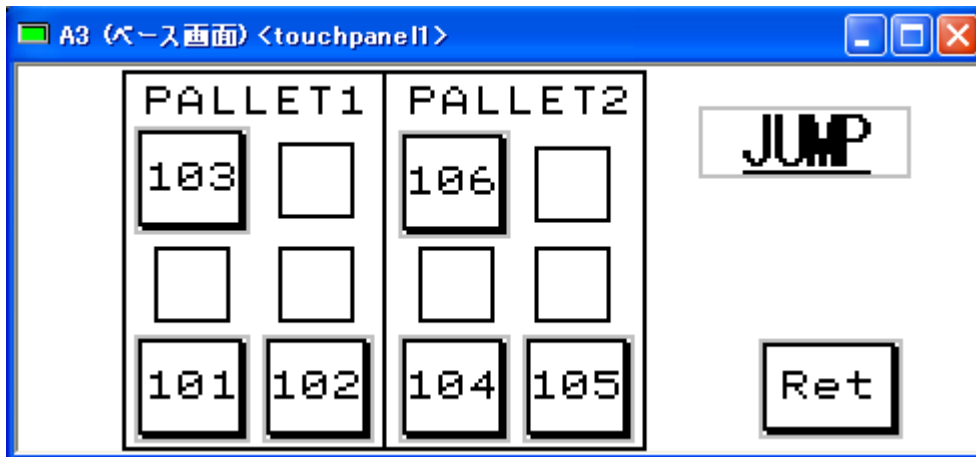 A3 (ベース画面) <touchpanel1>
PALLET1 PALLET2
JUMP
103 106
101 102 104 105
Ret